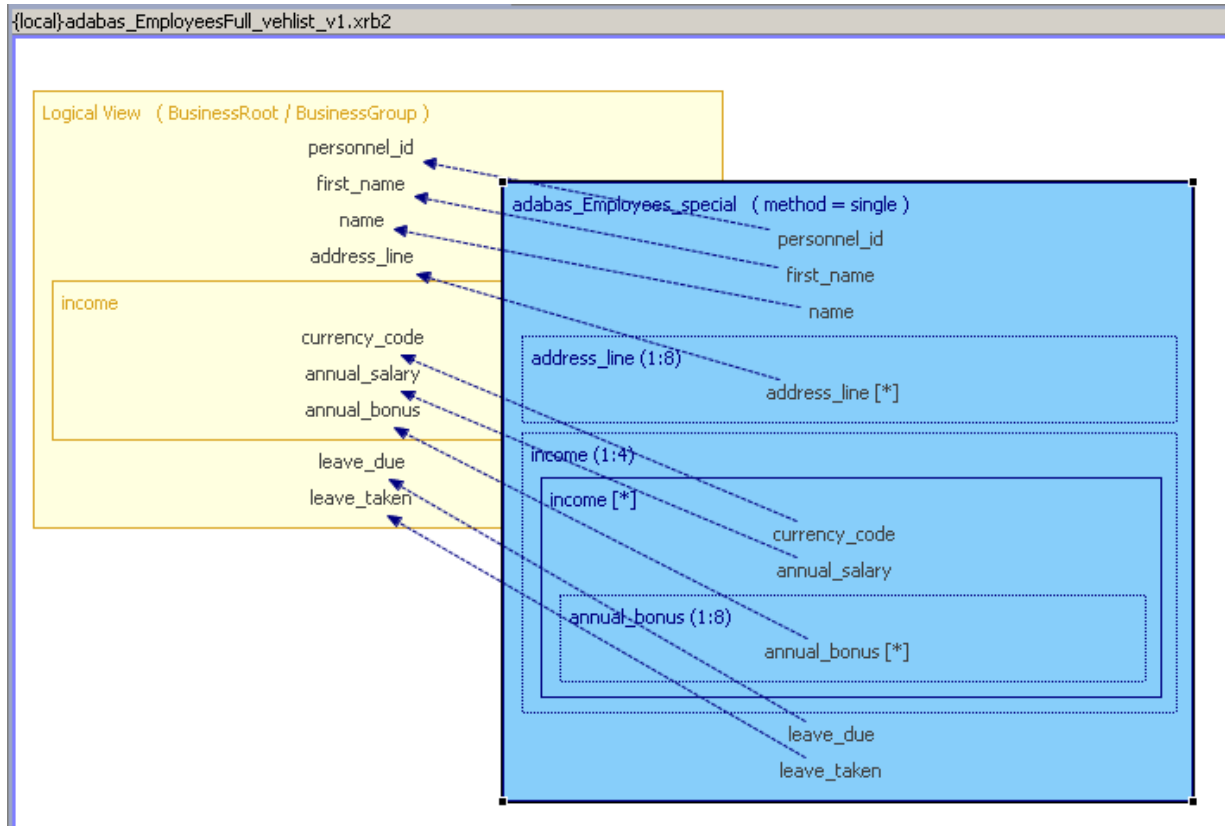 {local}adabas_EmployeesFull_vehlist_v1.xrb2
Logical View ( BusinessRoot / BusinessGroup )
personnel_id
first_name
name
address_line
income
currency_code
annual_salary
annual_bonus
leave_due
leave_taken
adabas_Employees_special ( method = single )
personnel_id
first_name
name
address_line (1:8)
address_line [*]
income (1:4)
income [*]
currency_code
annual_salary
annual_bonus (1:8)
annual_bonus [*]
leave_due
leave_taken